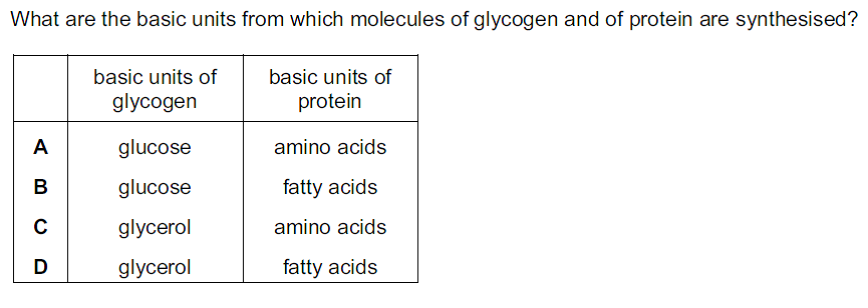 What are the basic units from which molecules of glycogen and of protein are synthesised?
basic units of glycogen	basic units of protein
A	glucose	amino acids
B	glucose	fatty acids
C	glycerol	amino acids
D	glycerol	fatty acids